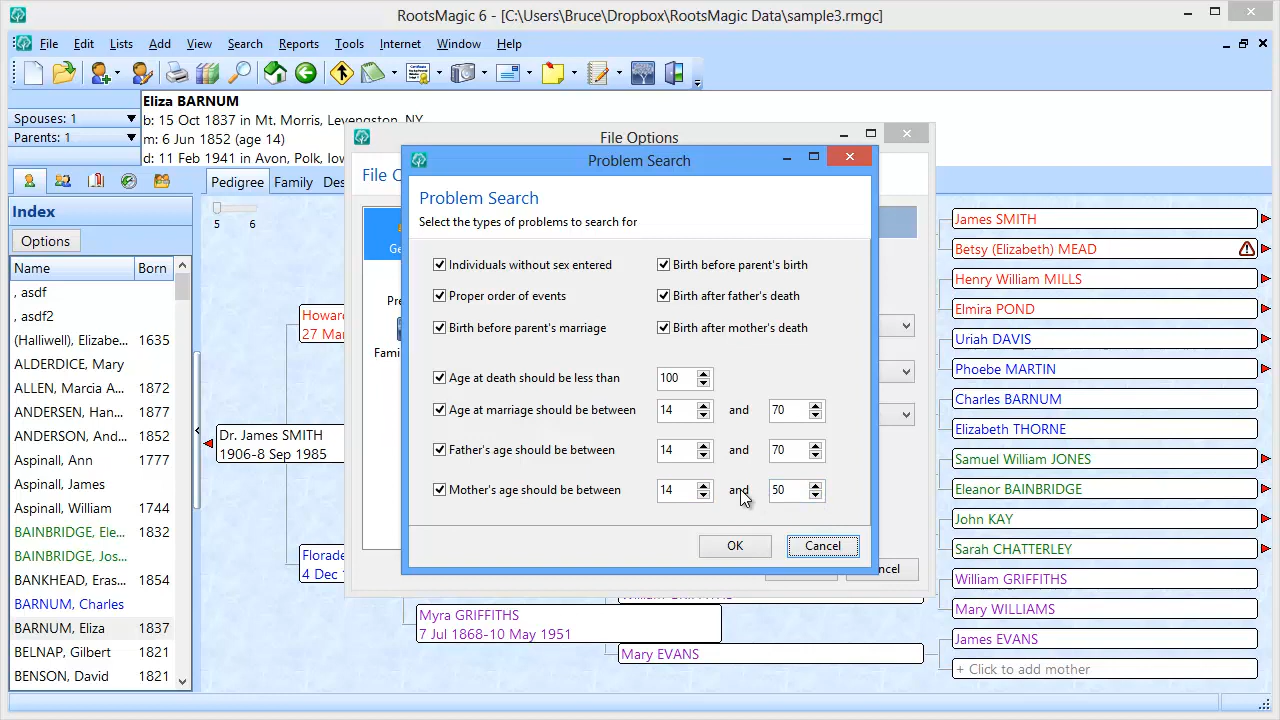 RootsMagic 6 - [C:\Users\Bruce\Dropbox\RootsMagic Data\sample3.rmgc]
File Edit Lists Add View Search Reports Tools Internet Window Help
Spouses: 1
Parents: 1
Eliza BARNUM
b: 15 Oct 1837 in Mt. Morris, Levengston, NY
m: 6 Jun 1852 (age 14)
d: 11 Feb 1941 in Avon, Polk,
Pedigree Family
Index
Options
Name Born
, asdf
, asdf2
(Halliwell), Elizabe... 1635
ALDERDICE, Mary
ALLEN, Marcia A... 1872
ANDERSEN, Han... 1877
ANDERSON, And... 1852
Aspinall, Ann 1777
Aspinall, James
Aspinall, William 1744
BAINBRIDGE, Ele... 1832
BAINBRIDGE, Jos...
BANKHEAD, Eras... 1854
BARNUM, Charles
BARNUM, Eliza 1837
BELNAP, Gilbert 1821
BENSON, David 1821
5 6
Howar
27 Mar
Dr. James SMITH
1906-8 Sep 1985
Florade
4 Dec
Myra GRIFFITHS
7 Jul 1868-10 May 1951
William GRIFFITHS
Mary EVANS
File Options
File
Problem Search
Problem Search
Select the types of problems to search for
Individuals without sex entered
Birth before parent's birth
Proper order of events
Birth after father's death
Birth before parent's marriage
Birth after mother's death
Age at death should be less than 100
Age at marriage should be between 14 and 70
Father's age should be between 14 and 70
Mother's age should be between 14 and 50
OK Cancel
ncel
James SMITH
Betsy (Elizabeth) MEAD
Henry William MILLS
Elmira POND
Uriah DAVIS
Phoebe MARTIN
Charles BARNUM
Elizabeth THORNE
Samuel William JONES
Eleanor BAINBRIDGE
John KAY
Sarah CHATTERLEY
William GRIFFITHS
Mary WILLIAMS
James EVANS
+ Click to add mother